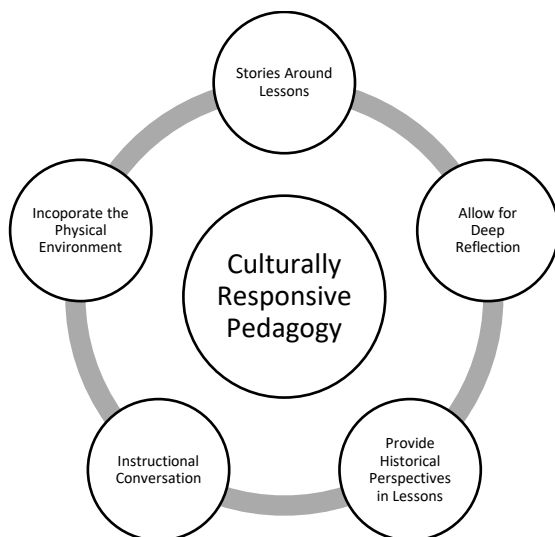 Stories Around
Lessons
Allow for
Deep
Reflection
Provide
Historical
Perspectives
in Lessons
Instructional
Conversation
Incoporate the
Physical
Environment
Culturally
Responsive
Pedagogy